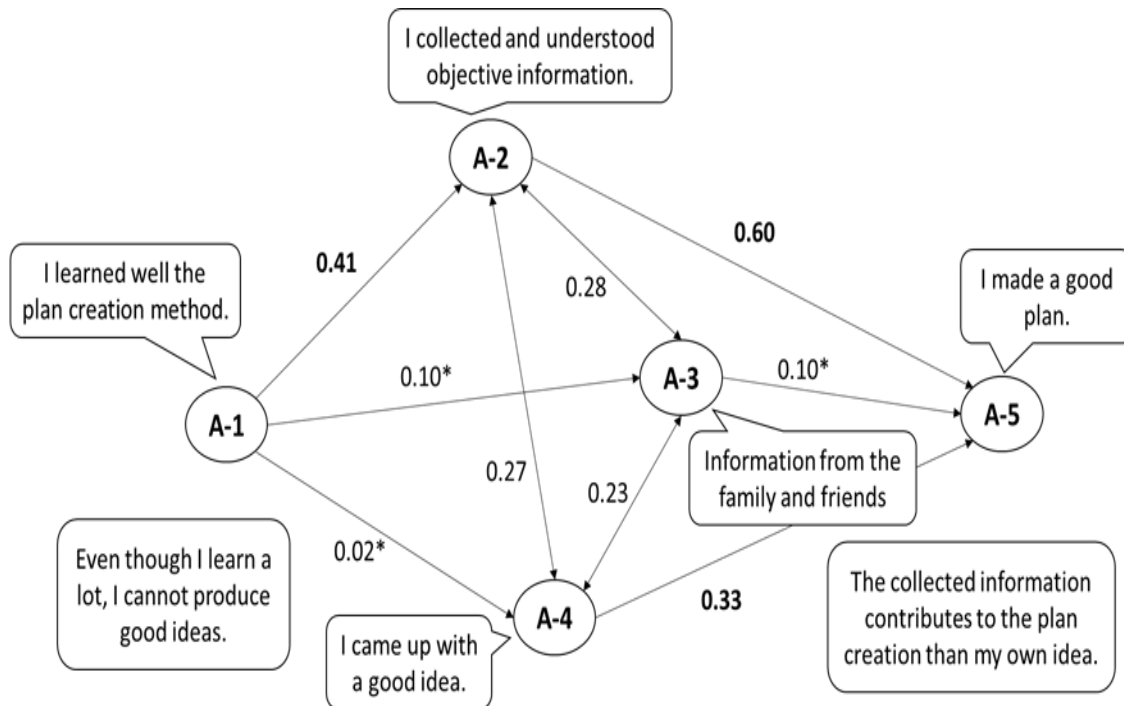 I collected and understood
objective information.
A-2
0.41
0.60
I learned well the
plan creation method.
0.28
I made a good
plan.
0.10*
A-3
0.10*
A-1
A-5
0.27
0.23
Information from the
family and friends
Even though I learn a
lot, I cannot produce
good ideas.
0.02*
A-4
0.33
I came up with
a good idea.
The collected information
contributes to the plan
creation than my own idea.